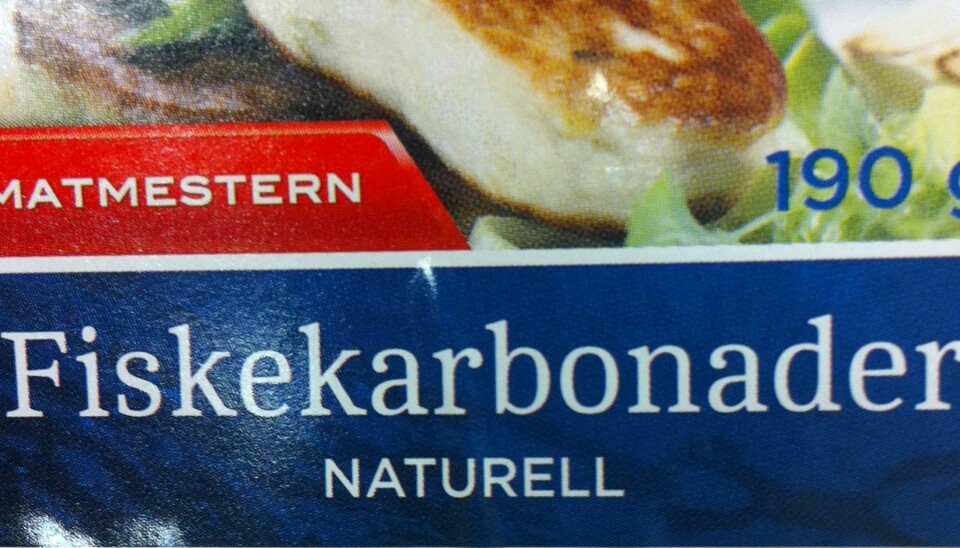 MATMESTERN
190 g
Fiskekarbonader
NATURELL